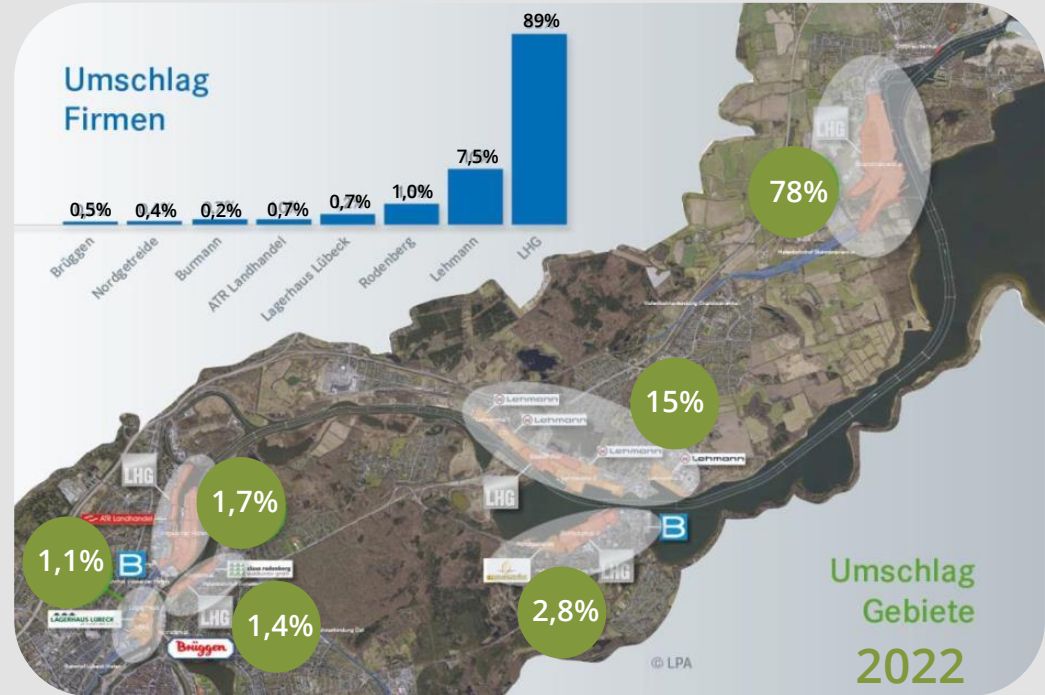 Umschlag
Firmen
89%
7,5%
1,0%
0,7%
0,7%
0,2%
0,4%
0,5%
Brüggen
Nordgetreide
Burmann
ATR Landhandel
Lagerhaus Lübeck
Rodenberg
Lehmann
LHG
LHG
78%
15%
Lehmann
Lehmann
Lehmann
Lehmann
LHG
LHG
1,7%
ATR Landhandel
1,1%
B
claus rodenberg
LAGERHAUS LÜBECK
LHG
1,4%
Brüggen
B
LHG
2,8%
Umschlag
Gebiete
2022
© LPA